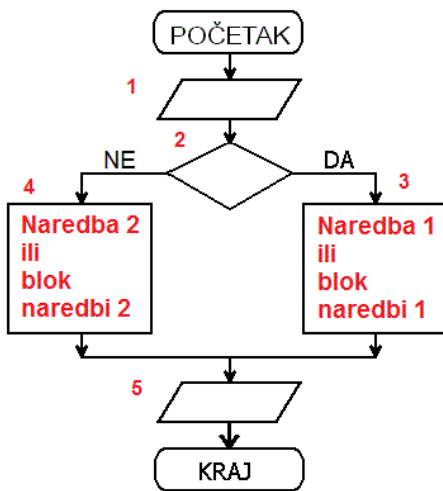 POČETAK
1
2
NE
DA
4
3
Naredba 2
ili
blok
naredbi 2
Naredba 1
ili
blok
naredbi 1
5
KRAJ